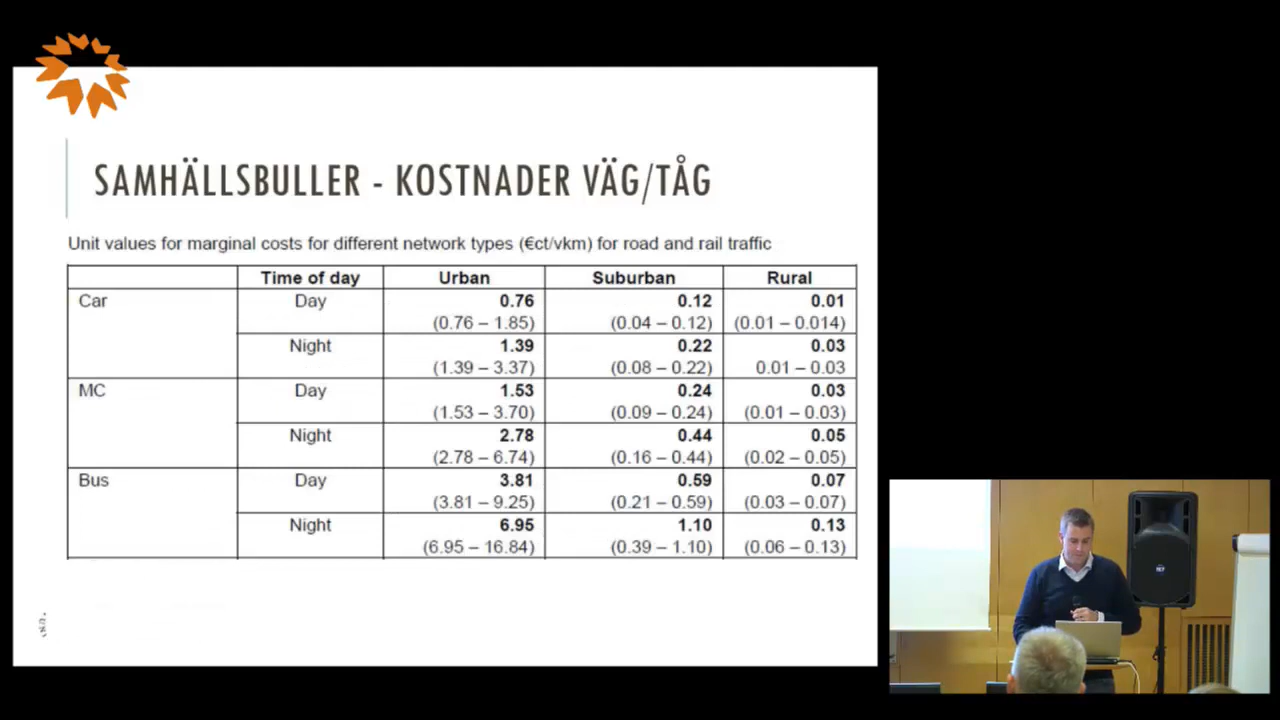 SAMHÄLLSBULLER - KOSTNADER VÄG/TÅG
Unit values for marginal costs for different network types (€ct/vkm) for road and rail traffic
Time of day Urban Suburban Rural
Car Day 0.76 0.12 0.01
(0.76 – 1.85) (0.04 – 0.12) (0.01 – 0.014)
Night 1.39 0.22 0.03
(1.39 – 3.37) (0.08 – 0.22) 0.01 – 0.03
MC Day 1.53 0.24 0.03
(1.53 – 3.70) (0.09 – 0.24) (0.01 – 0.03)
Night 2.78 0.44 0.05
(2.78 – 6.74) (0.16 – 0.44) (0.02 – 0.05)
Bus Day 3.81 0.59 0.07
(3.81 – 9.25) (0.21 – 0.59) (0.03 – 0.07)
Night 6.95 1.10 0.13
(6.95 – 16.84) (0.39 – 1.10) (0.06 – 0.13)